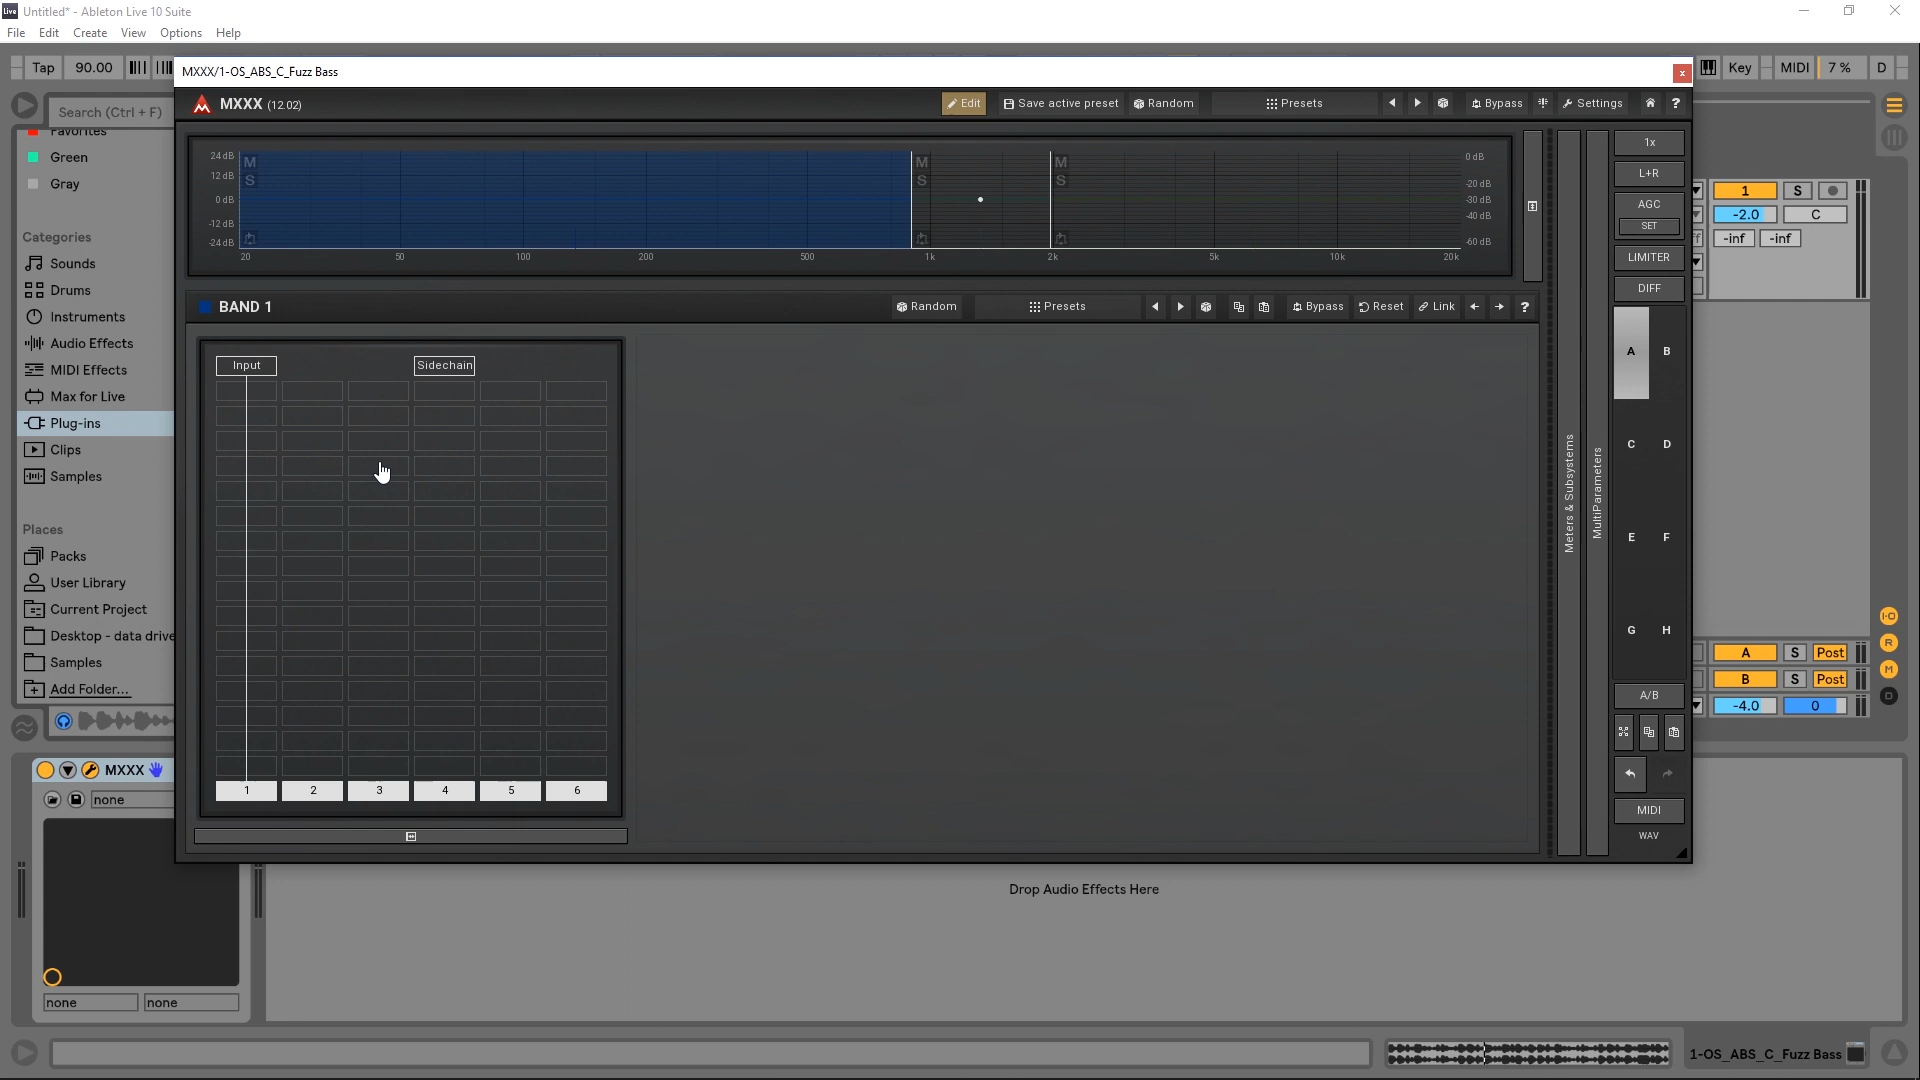 Live Untitled* - Ableton Live 10 Suite
File Edit Create View Options Help
Tap 90.00 Key MIDI 7 % D
MXXX/1-OS_ABS_C_Fuzz Bass x
MXXX (12.02) Edit Save active preset Random Presets Bypass Settings ?
Search (Ctrl + F)
Favorites
Green
Gray
Categories
Sounds
Drums
Instruments
Audio Effects
MIDI Effects
Max for Live
Plug-ins
Clips
Samples
Places
Packs
User Library
Current Project
Desktop - data drive
Samples
Add Folder...
24 dB
12 dB
0 dB
-12 dB
-24 dB
M M M
S S S
0 dB
-20 dB
-30 dB
-40 dB
-60 dB
20 50 100 200 500 1k 2k 5k 10k 20k
BAND 1 Random Presets Bypass Reset Link ?
Input Sidechain
1 2 3 4 5 6
Meters & Subsystems
MultiParameters
1x
L+R
AGC
SET
LIMITER
DIFF
A B
C D
E F
G H
A/B
MIDI
WAV
1 S
-2.0 C
-inf -inf
A S Post
B S Post
-4.0 0
I·O
R
M
D
MXXX
none
none none
Drop Audio Effects Here
1-OS_ABS_C_Fuzz Bass